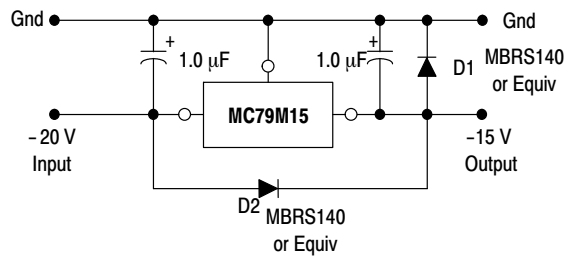 Gnd
Gnd
+
1.0 μF
+
1.0 μF
D1
MBRS140
or Equiv
MC79M15
−20 V
Input
−15 V
Output
D2
MBRS140
or Equiv